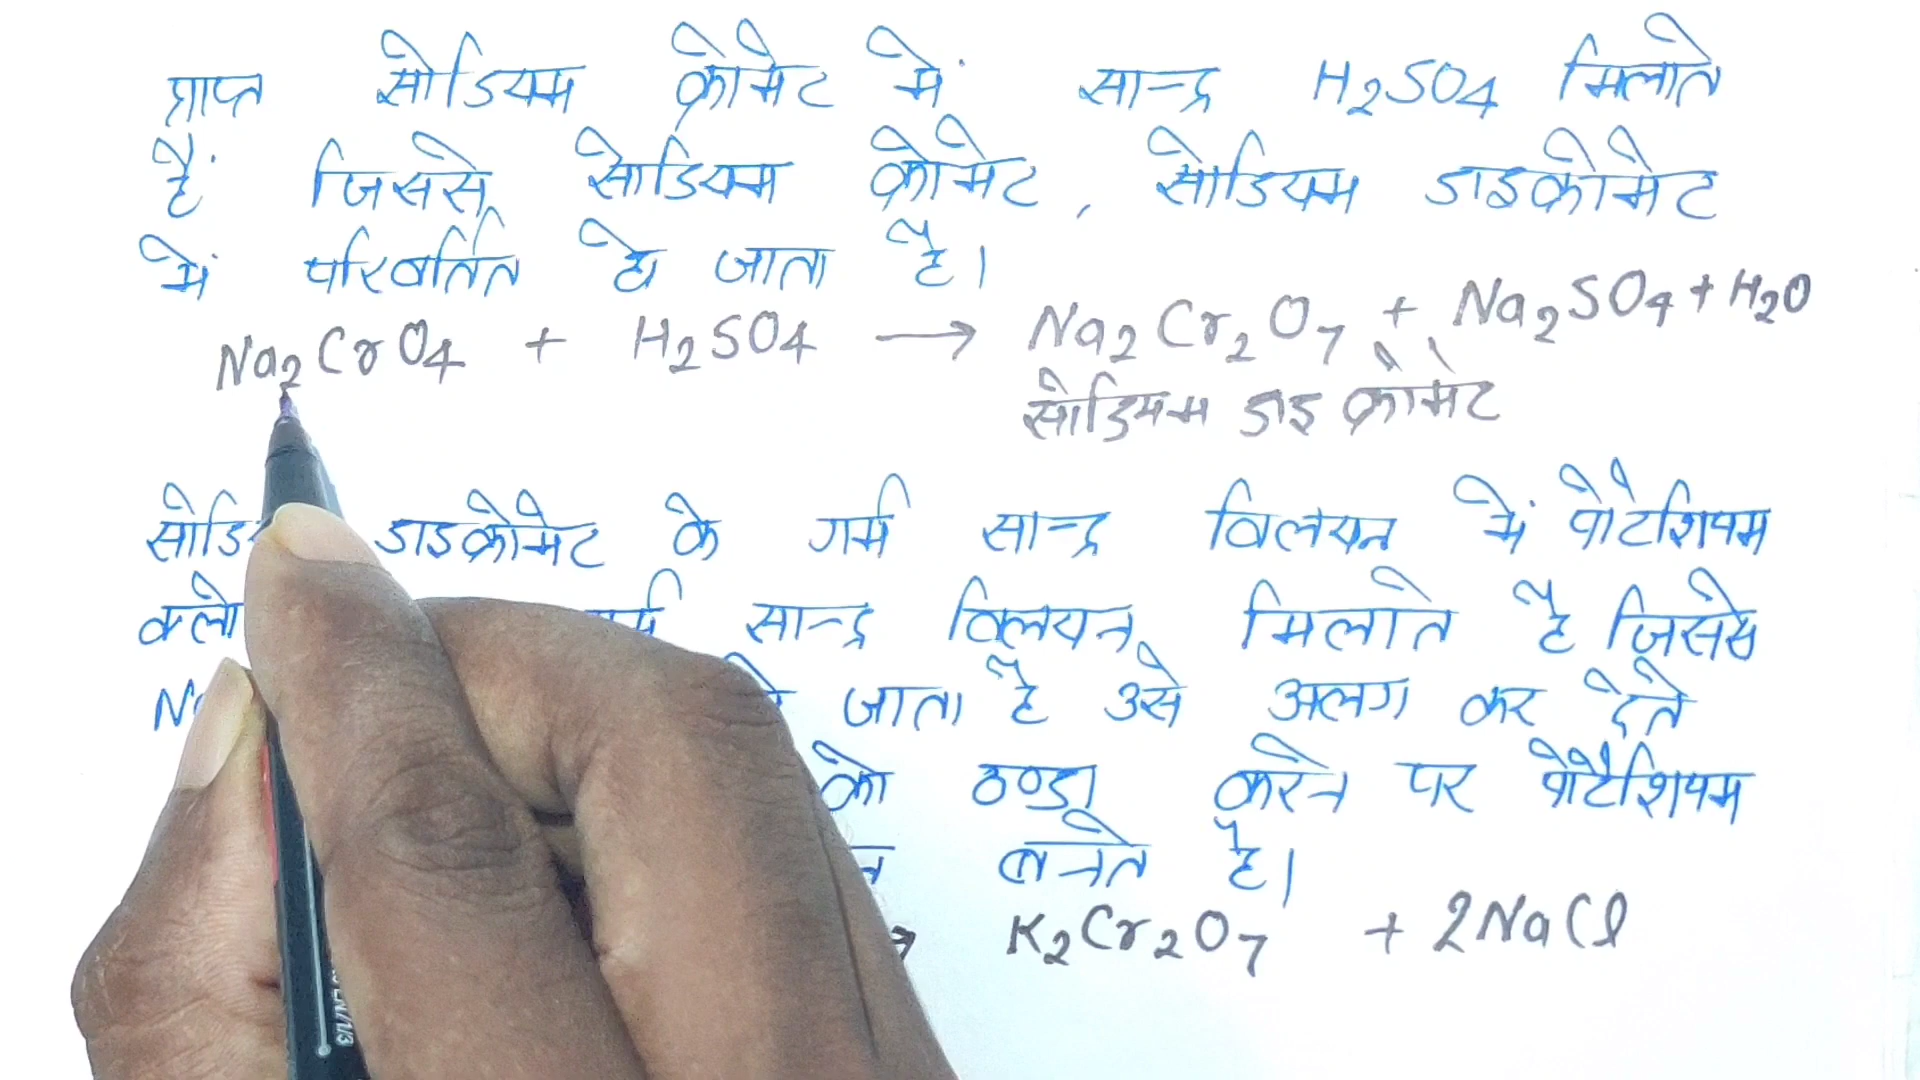 प्राप्त सोडियम क्रोमेट में सान्द्र H2SO4 मिलाते
हैं जिससे सोडियम क्रोमेट, सोडियम डाइक्रोमेट
में परिवर्तित हो जाता है।
Na2CrO4 + H2SO4 → Na2Cr2O7 + Na2SO4 + H2O
सोडियम डाइ क्रोमेट
डाइक्रोमेट के गर्म सान्द्र विलयन में पोटैशियम
सान्द्र विलयन मिलाते है जिससे
जाता है उसे अलग कर देते
को ठण्डा करने पर पोटैशियम
बनते है।
K2Cr2O7 + 2NaCl